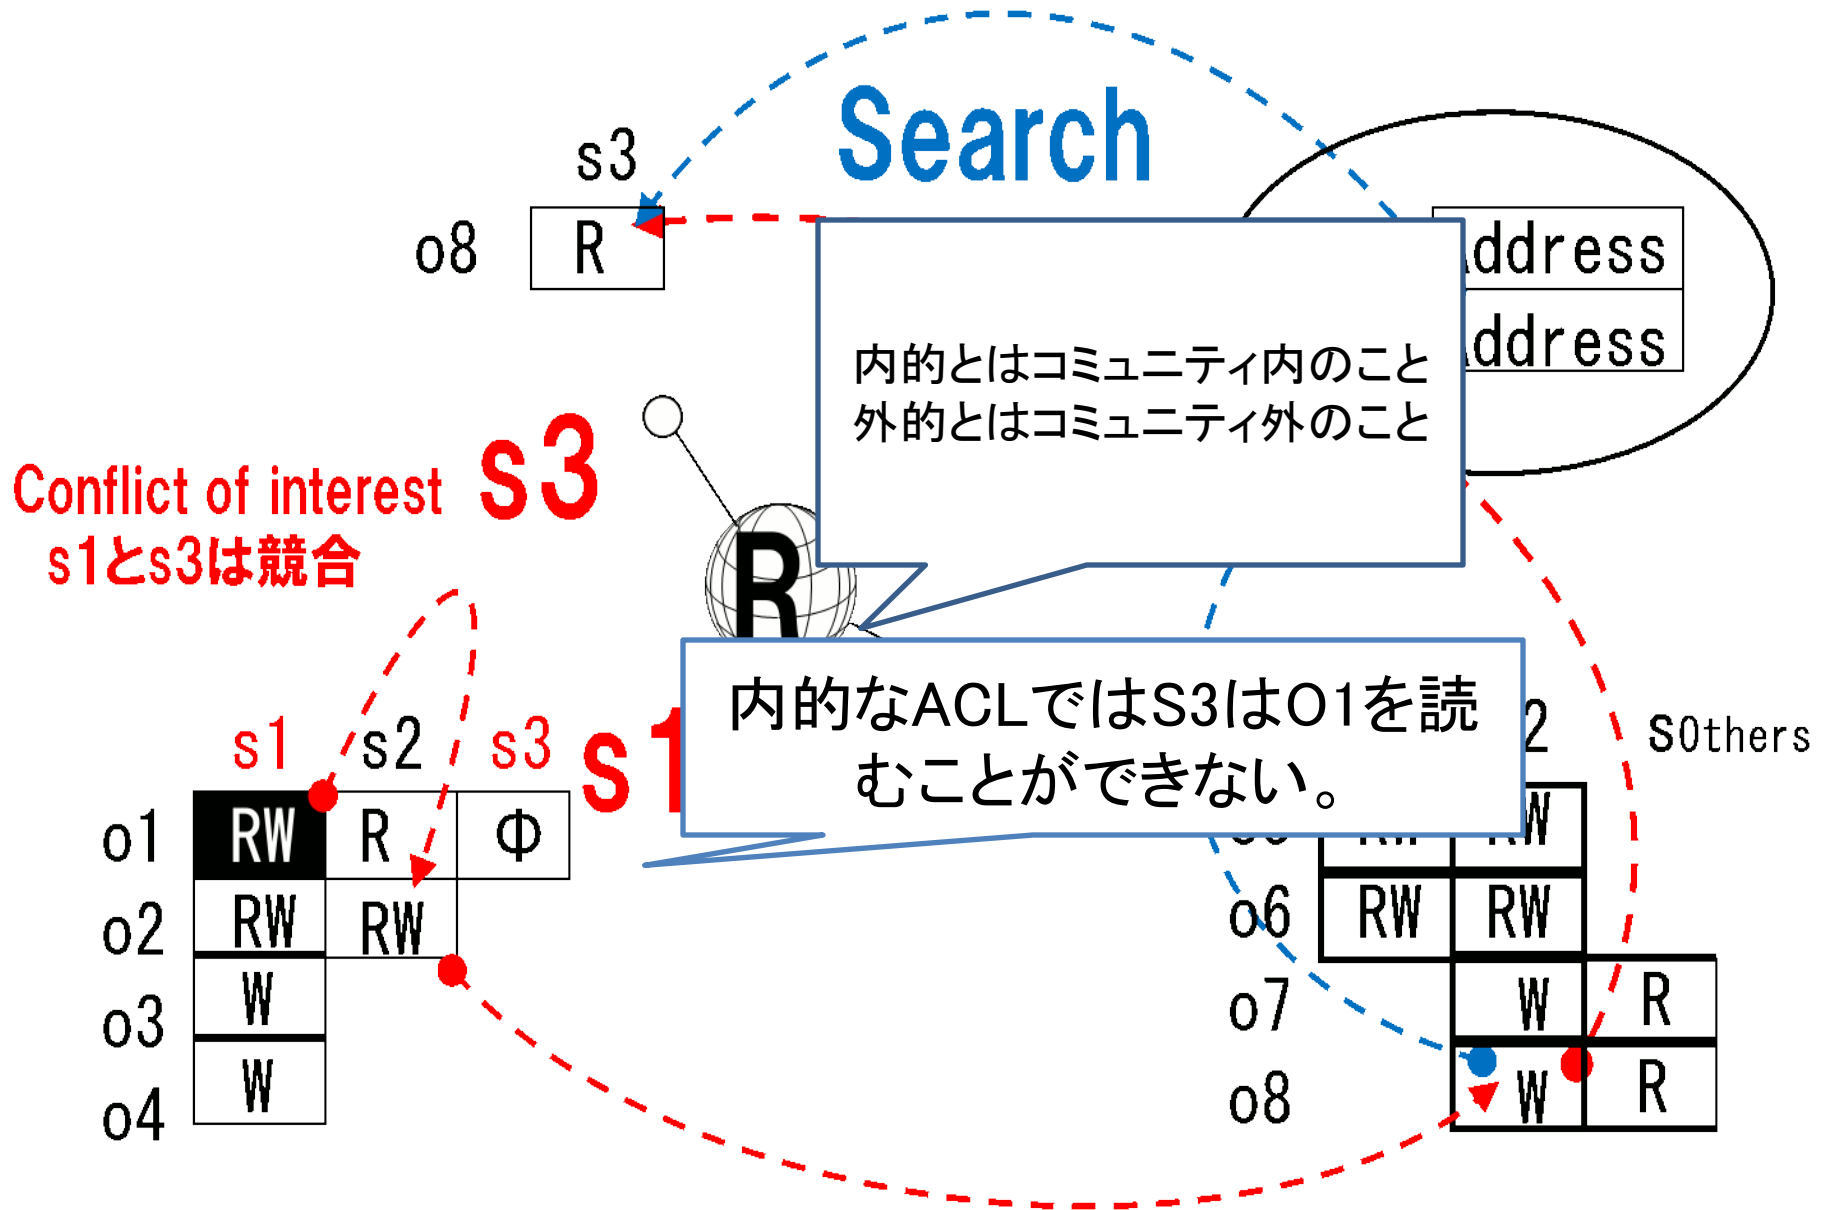 Search
s3
o8 R
Address
Address
内的とはコミュニティ内のこと
外的とはコミュニティ外のこと
s3
Conflict of interest
s1とs3は競合
R
内的なACLではS3はO1を読
むことができない。
s1
s1 s2 s3
2 sOthers
o1 RW R Φ
RW RW
o2 RW RW
o6 RW RW
o3 W
o7 W R
o4 W
o8 W R